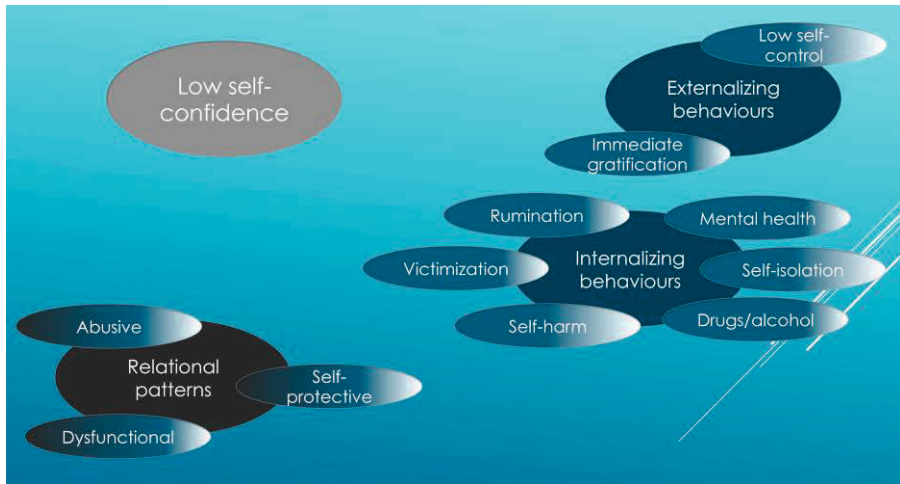 Low self-
confidence
Low self-
control
Externalizing
behaviours
Immediate
gratification
Rumination
Mental health
Victimization
Internalizing
behaviours
Self-isolation
Self-harm
Drugs/alcohol
Abusive
Relational
patterns
Self-
protective
Dysfunctional